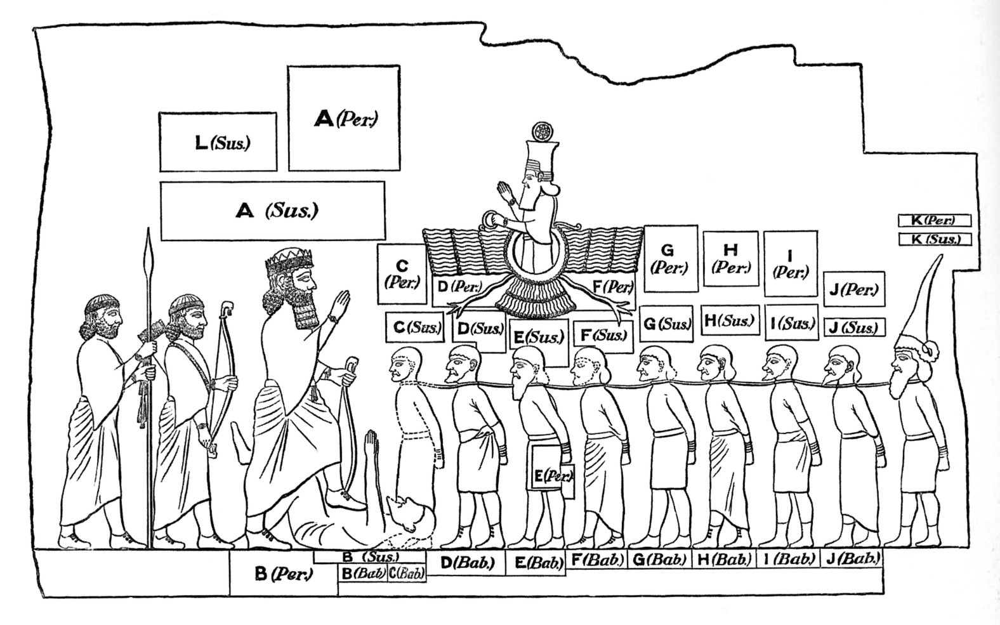 A (Per.)
L (Sus.)
A (Sus.)
K (Per.)
K (Sus.)
C
(Per.)
D (Per.)
F (Per.)
G
(Per.)
H
(Per.)
I
(Per.)
J (Per.)
C (Sus.)
D (Sus.)
E (Sus.)
F (Sus.)
G (Sus.)
H (Sus.)
I (Sus.)
J (Sus.)
E (Per.)
B (Per.)
B (Sus.)
B (Bab)
C (Bab)
D (Bab.)
E (Bab.)
F (Bab.)
G (Bab.)
H (Bab.)
I (Bab.)
J (Bab.)